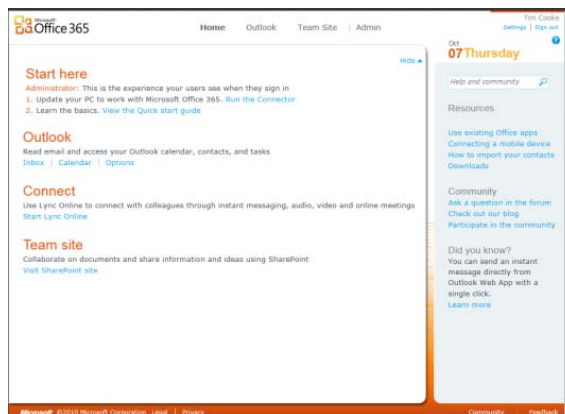 Microsoft
Office 365
Home Outlook Team Site | Admin
Tim Cooke
Settings | Sign out
Hide
Oct
07 Thursday
?
Start here
Administrator: This is the experience your users see when they sign in
1. Update your PC to work with Microsoft Office 365. Run the Connector
2. Learn the basics. View the Quick start guide
Outlook
Read email and access your Outlook calendar, contacts, and tasks
Inbox | Calendar | Options
Connect
Use Lync Online to connect with colleagues through instant messaging, audio, video and online meetings
Start Lync Online
Team site
Collaborate on documents and share information and ideas using SharePoint
Visit SharePoint site
Help and community
Resources
Use existing Office apps
Connecting a mobile device
How to import your contacts
Downloads
Community
Ask a question in the forum
Check out our blog
Participate in the community
Did you know?
You can send an instant
message directly from
Outlook Web App with a
single click.
Learn more
Microsoft ©2010 Microsoft Corporation Legal | Privacy
Community Feedback